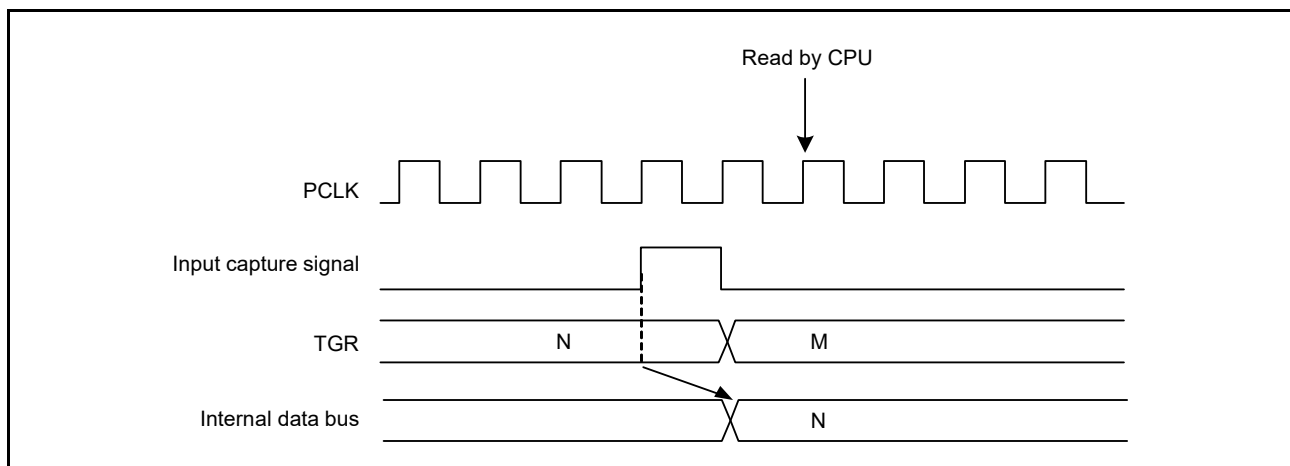 Read by CPU
PCLK
Input capture signal
TGR
N
M
Internal data bus
N